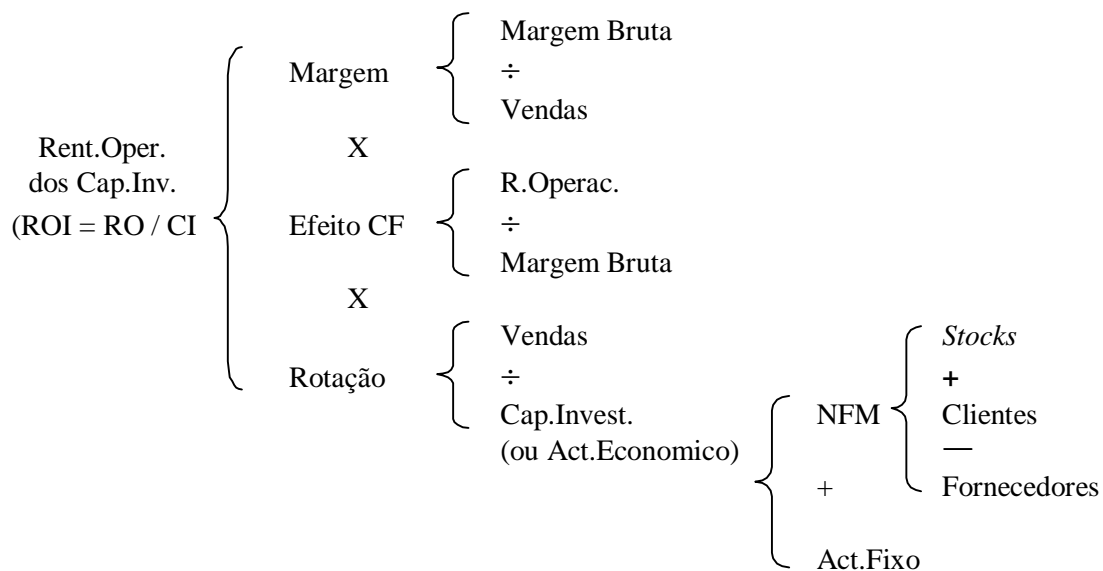 Margem Bruta
Margem
÷
Vendas
Rent.Oper.
dos Cap.Inv.
(ROI = RO / CI
X
R.Operac.
Efeito CF
÷
Margem Bruta
X
Vendas
Rotação
÷
Cap.Invest.
(ou Act.Economico)
Stocks
+
NFM
Clientes
—
Fornecedores
+
Act.Fixo